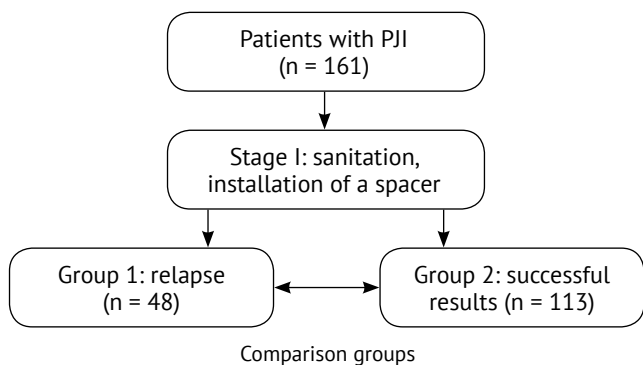 Patients with PJI
(n = 161)
Stage I: sanitation,
installation of a spacer
Group 1: relapse
(n = 48)
Group 2: successful
results (n = 113)
Comparison groups